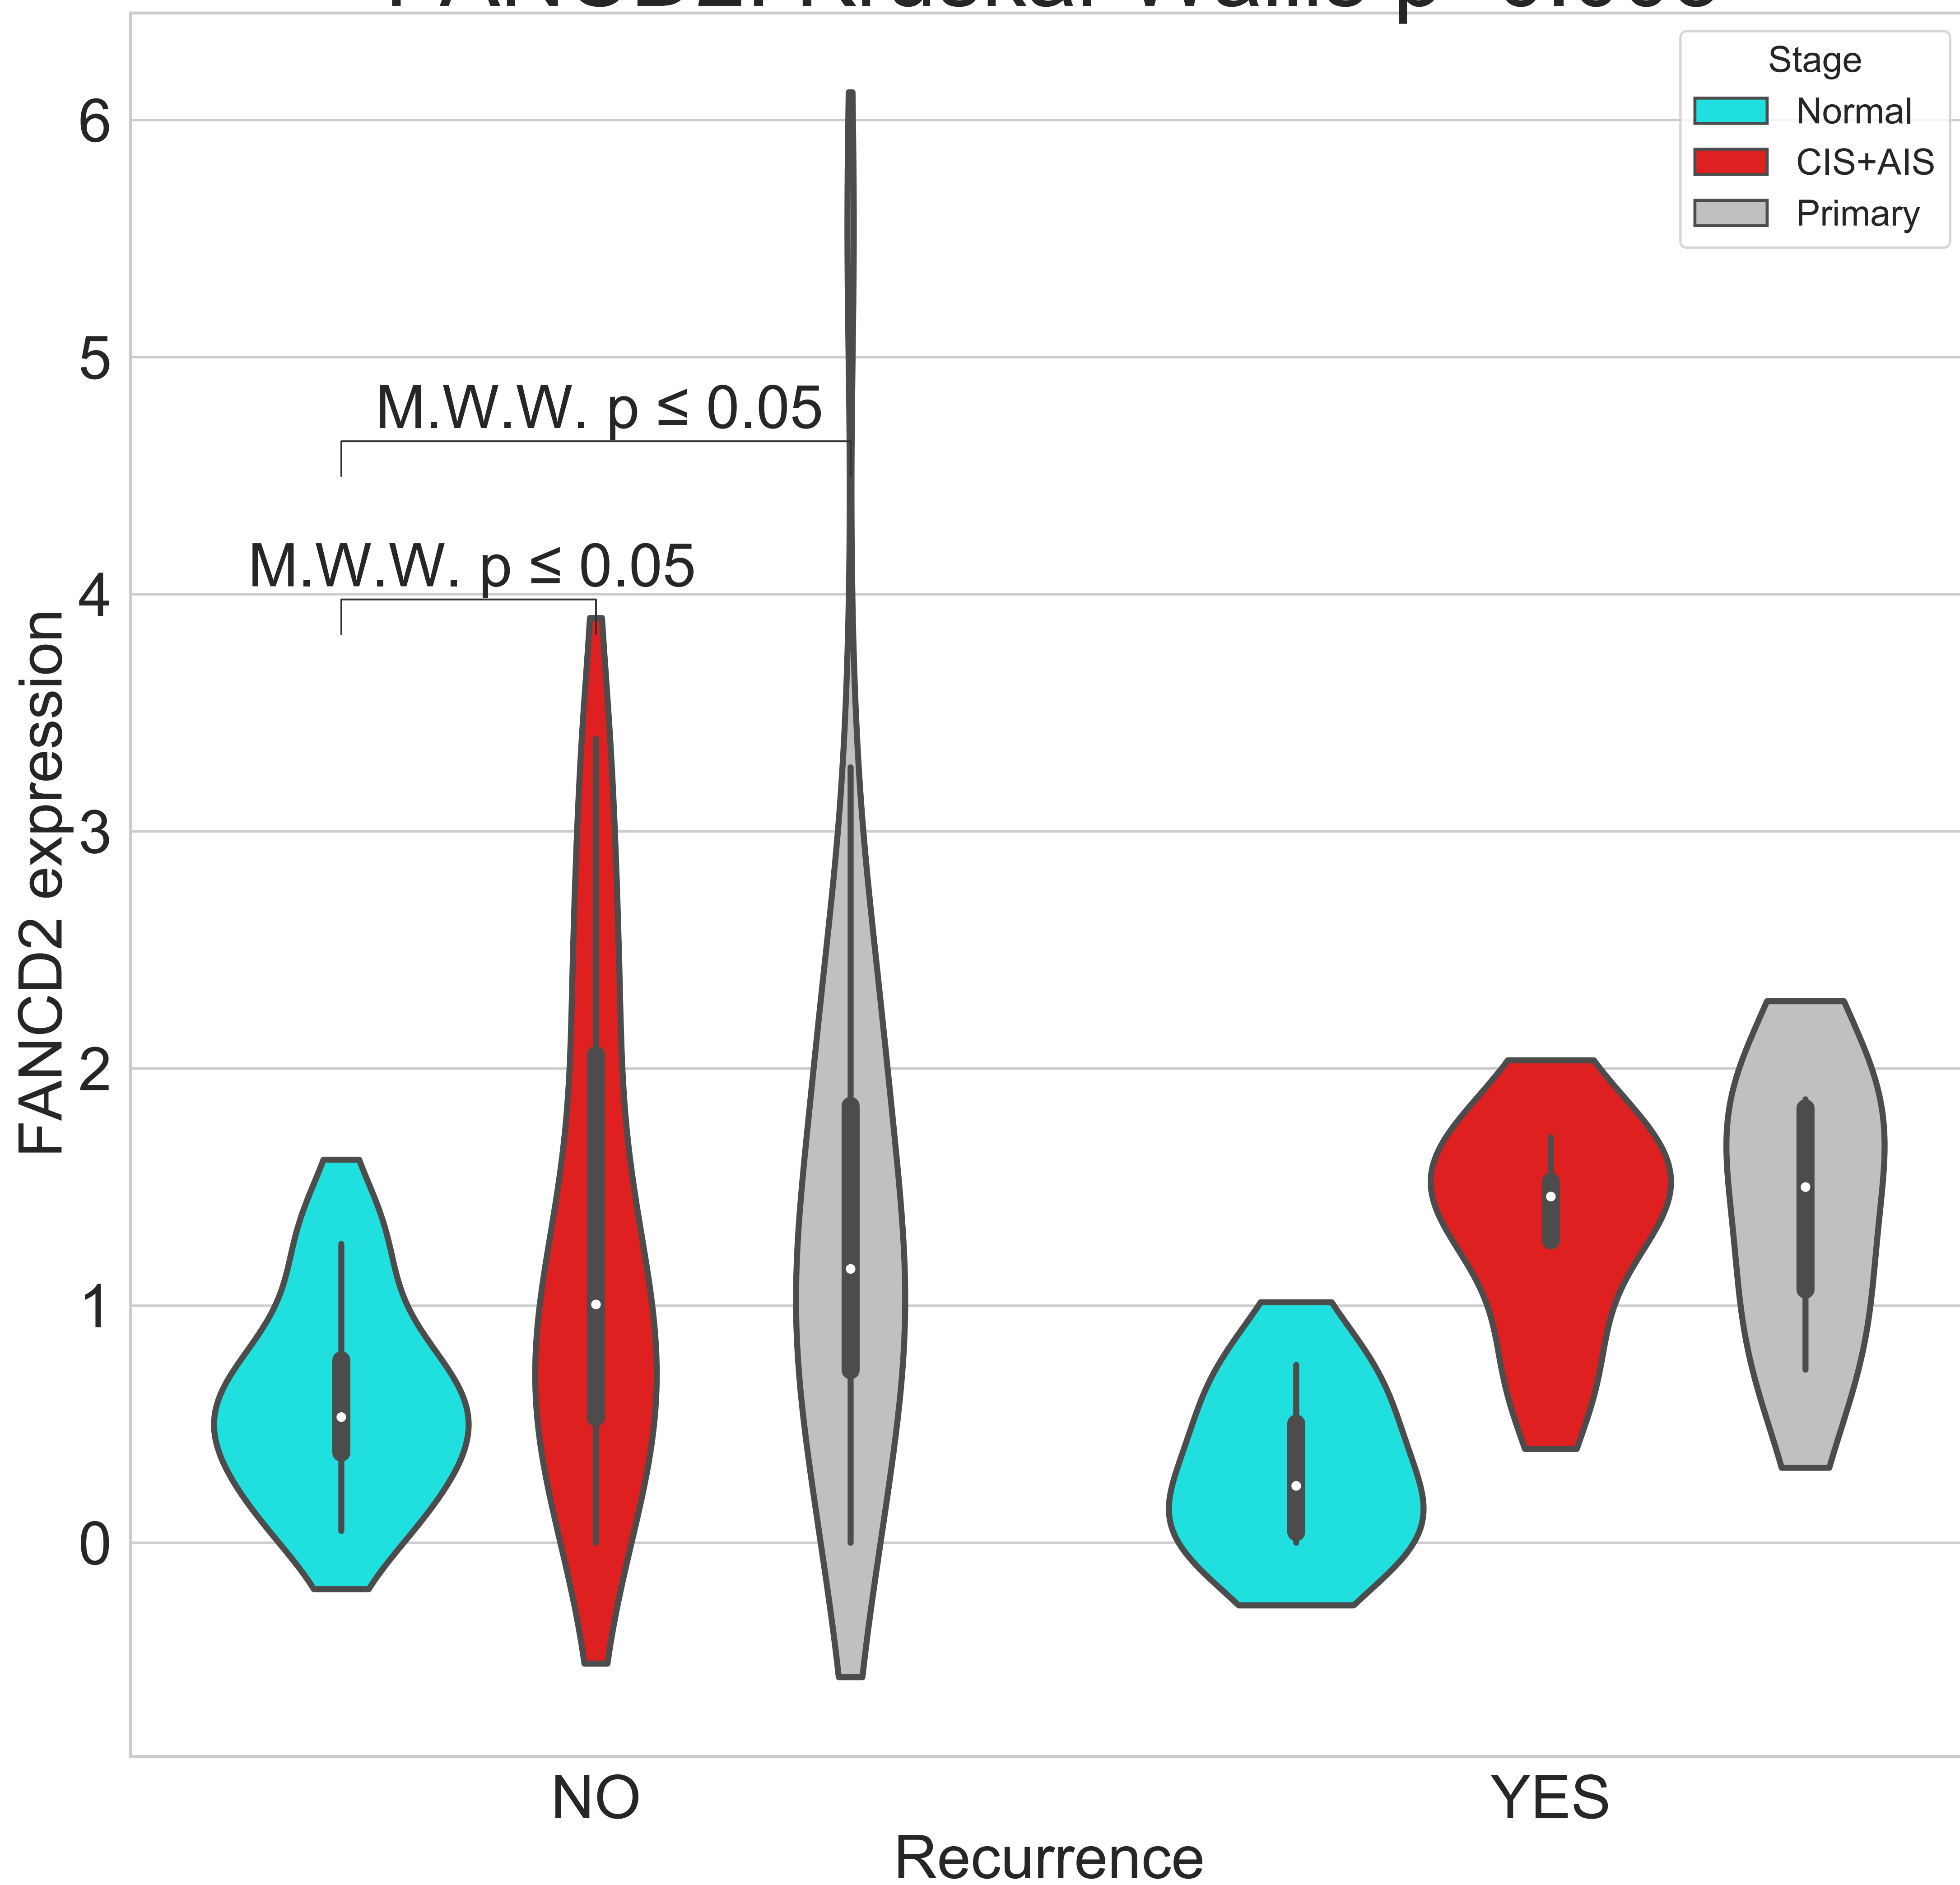 Stage
Normal
CIS+AIS
Primary
6
5
4
3
2
1
0
FANCD2 expression
M.W.W. p ≤ 0.05
M.W.W. p ≤ 0.05
NO
YES
Recurrence